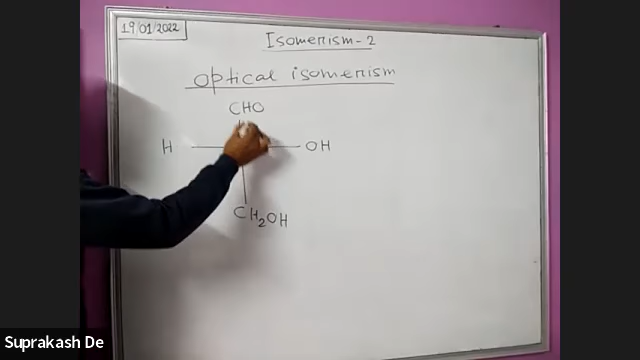 19/01/2022
Isomerism-2
Optical isomerism
CHO
H OH
CH2OH
Suprakash De